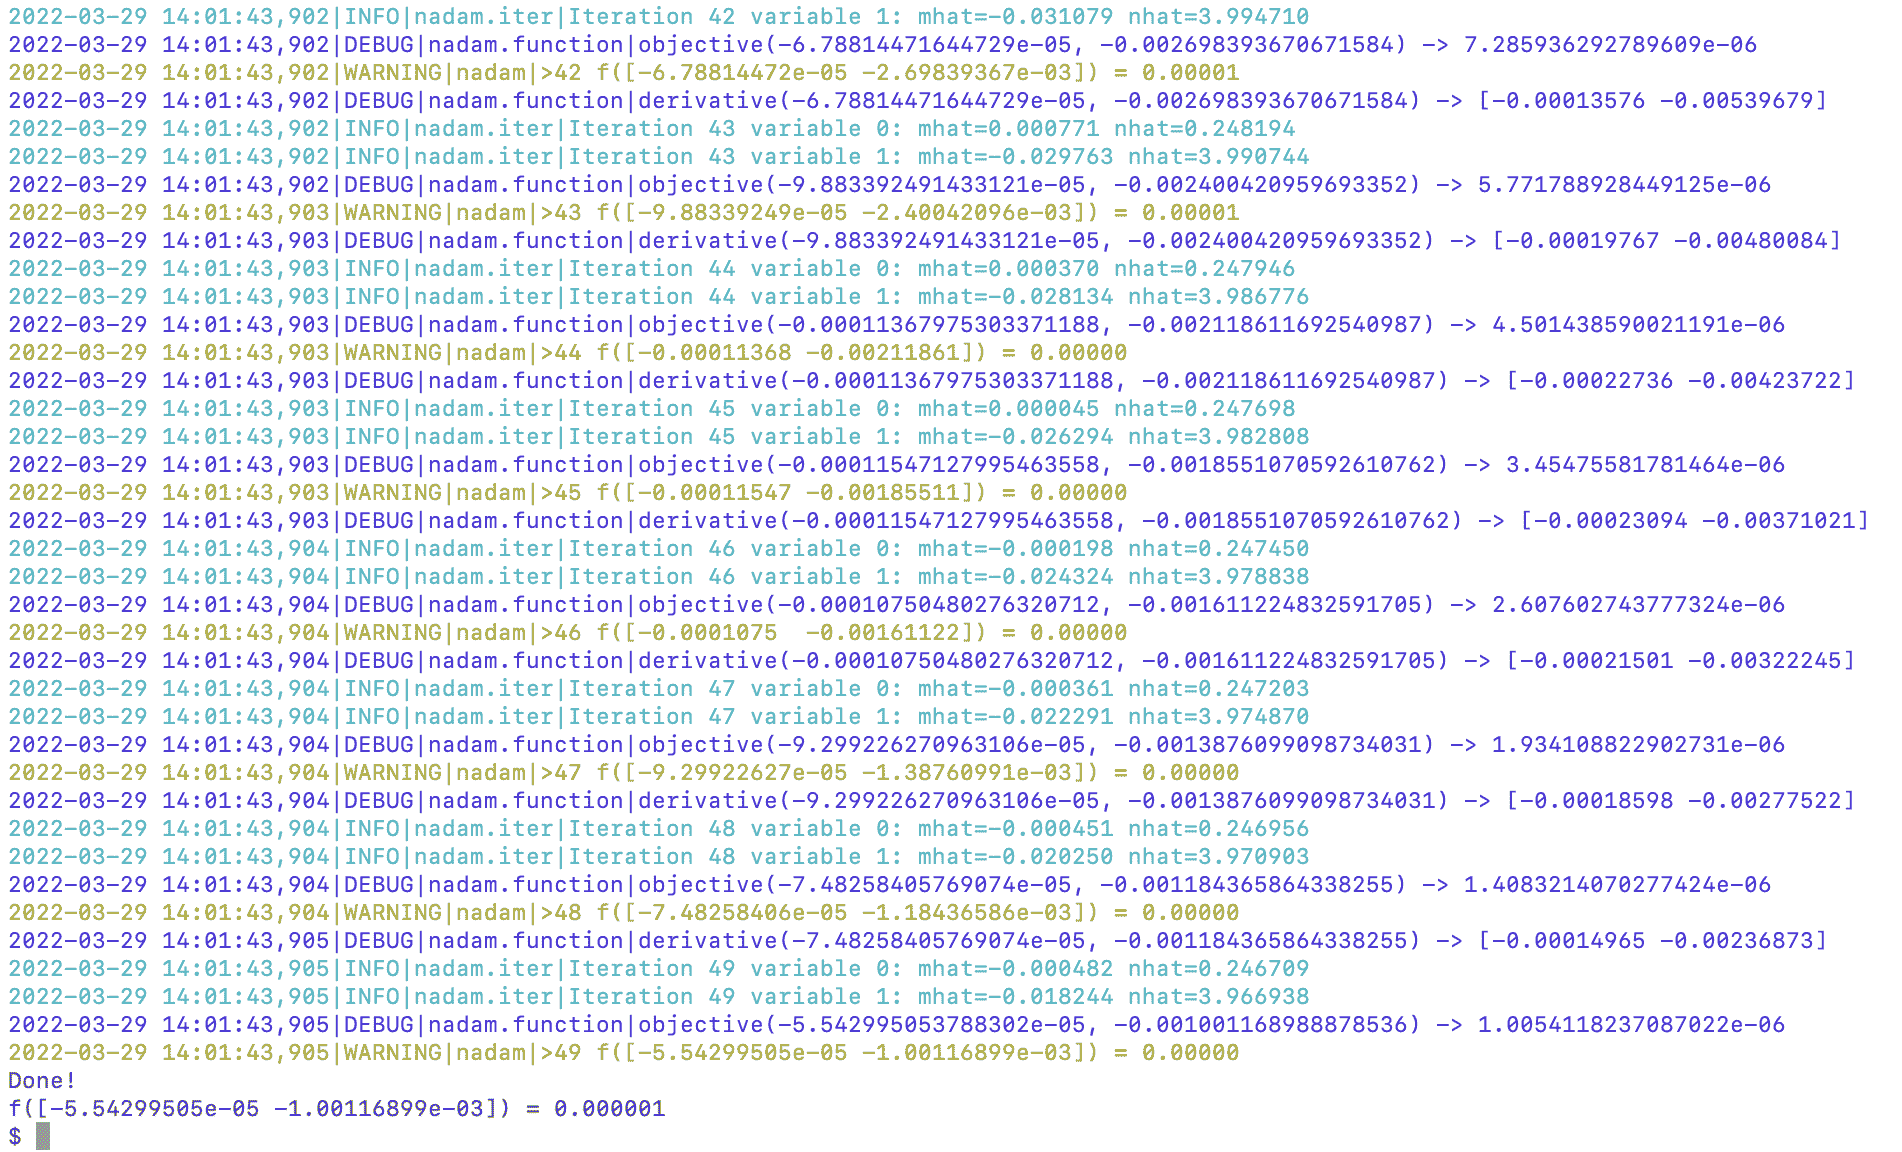 2022-03-29 14:01:43,902|INFO|nadam.iter|Iteration 42 variable 1: mhat=-0.031079 nhat=3.994710
2022-03-29 14:01:43,902|DEBUG|nadam.function|objective(-6.78814471644729e-05, -0.002698393670671584) -> 7.285936292789609e-06
2022-03-29 14:01:43,902|WARNING|nadam|>42 f([-6.78814472e-05 -2.69839367e-03]) = 0.00001
2022-03-29 14:01:43,902|DEBUG|nadam.function|derivative(-6.78814471644729e-05, -0.002698393670671584) -> [-0.00013576 -0.00539679]
2022-03-29 14:01:43,902|INFO|nadam.iter|Iteration 43 variable 0: mhat=0.000771 nhat=0.248194
2022-03-29 14:01:43,902|INFO|nadam.iter|Iteration 43 variable 1: mhat=-0.029763 nhat=3.990744
2022-03-29 14:01:43,902|DEBUG|nadam.function|objective(-9.883392491433121e-05, -0.002400420959693352) -> 5.771788928449125e-06
2022-03-29 14:01:43,903|WARNING|nadam|>43 f([-9.88339249e-05 -2.40042096e-03]) = 0.00001
2022-03-29 14:01:43,903|DEBUG|nadam.function|derivative(-9.883392491433121e-05, -0.002400420959693352) -> [-0.00019767 -0.00480084]
2022-03-29 14:01:43,903|INFO|nadam.iter|Iteration 44 variable 0: mhat=0.000370 nhat=0.247946
2022-03-29 14:01:43,903|INFO|nadam.iter|Iteration 44 variable 1: mhat=-0.028134 nhat=3.986776
2022-03-29 14:01:43,903|DEBUG|nadam.function|objective(-0.00011367975303371188, -0.002118611692540987) -> 4.501438590021191e-06
2022-03-29 14:01:43,903|WARNING|nadam|>44 f([-0.00011368 -0.00211861]) = 0.00000
2022-03-29 14:01:43,903|DEBUG|nadam.function|derivative(-0.00011367975303371188, -0.002118611692540987) -> [-0.00022736 -0.00423722]
2022-03-29 14:01:43,903|INFO|nadam.iter|Iteration 45 variable 0: mhat=0.000045 nhat=0.247698
2022-03-29 14:01:43,903|INFO|nadam.iter|Iteration 45 variable 1: mhat=-0.026294 nhat=3.982808
2022-03-29 14:01:43,903|DEBUG|nadam.function|objective(-0.00011547127995463558, -0.0018551070592610762) -> 3.45475581781464e-06
2022-03-29 14:01:43,903|WARNING|nadam|>45 f([-0.00011547 -0.00185511]) = 0.00000
2022-03-29 14:01:43,903|DEBUG|nadam.function|derivative(-0.00011547127995463558, -0.0018551070592610762) -> [-0.00023094 -0.00371021]
2022-03-29 14:01:43,904|INFO|nadam.iter|Iteration 46 variable 0: mhat=-0.000198 nhat=0.247450
2022-03-29 14:01:43,904|INFO|nadam.iter|Iteration 46 variable 1: mhat=-0.024324 nhat=3.978838
2022-03-29 14:01:43,904|DEBUG|nadam.function|objective(-0.00010750480276320712, -0.001611224832591705) -> 2.607602743777324e-06
2022-03-29 14:01:43,904|WARNING|nadam|>46 f([-0.0001075  -0.00161122]) = 0.00000
2022-03-29 14:01:43,904|DEBUG|nadam.function|derivative(-0.00010750480276320712, -0.001611224832591705) -> [-0.00021501 -0.00322245]
2022-03-29 14:01:43,904|INFO|nadam.iter|Iteration 47 variable 0: mhat=-0.000361 nhat=0.247203
2022-03-29 14:01:43,904|INFO|nadam.iter|Iteration 47 variable 1: mhat=-0.022291 nhat=3.974870
2022-03-29 14:01:43,904|DEBUG|nadam.function|objective(-9.299226270963106e-05, -0.0013876099098734031) -> 1.934108822902731e-06
2022-03-29 14:01:43,904|WARNING|nadam|>47 f([-9.29922627e-05 -1.38760991e-03]) = 0.00000
2022-03-29 14:01:43,904|DEBUG|nadam.function|derivative(-9.299226270963106e-05, -0.0013876099098734031) -> [-0.00018598 -0.00277522]
2022-03-29 14:01:43,904|INFO|nadam.iter|Iteration 48 variable 0: mhat=-0.000451 nhat=0.246956
2022-03-29 14:01:43,904|INFO|nadam.iter|Iteration 48 variable 1: mhat=-0.020250 nhat=3.970903
2022-03-29 14:01:43,904|DEBUG|nadam.function|objective(-7.48258405769074e-05, -0.001184365864338255) -> 1.4083214070277424e-06
2022-03-29 14:01:43,904|WARNING|nadam|>48 f([-7.48258406e-05 -1.18436586e-03]) = 0.00000
2022-03-29 14:01:43,905|DEBUG|nadam.function|derivative(-7.48258405769074e-05, -0.001184365864338255) -> [-0.00014965 -0.00236873]
2022-03-29 14:01:43,905|INFO|nadam.iter|Iteration 49 variable 0: mhat=-0.000482 nhat=0.246709
2022-03-29 14:01:43,905|INFO|nadam.iter|Iteration 49 variable 1: mhat=-0.018244 nhat=3.966938
2022-03-29 14:01:43,905|DEBUG|nadam.function|objective(-5.542995053788302e-05, -0.001001168988878536) -> 1.0054118237087022e-06
2022-03-29 14:01:43,905|WARNING|nadam|>49 f([-5.54299505e-05 -1.00116899e-03]) = 0.00000
Done!
f([-5.54299505e-05 -1.00116899e-03]) = 0.000001
$